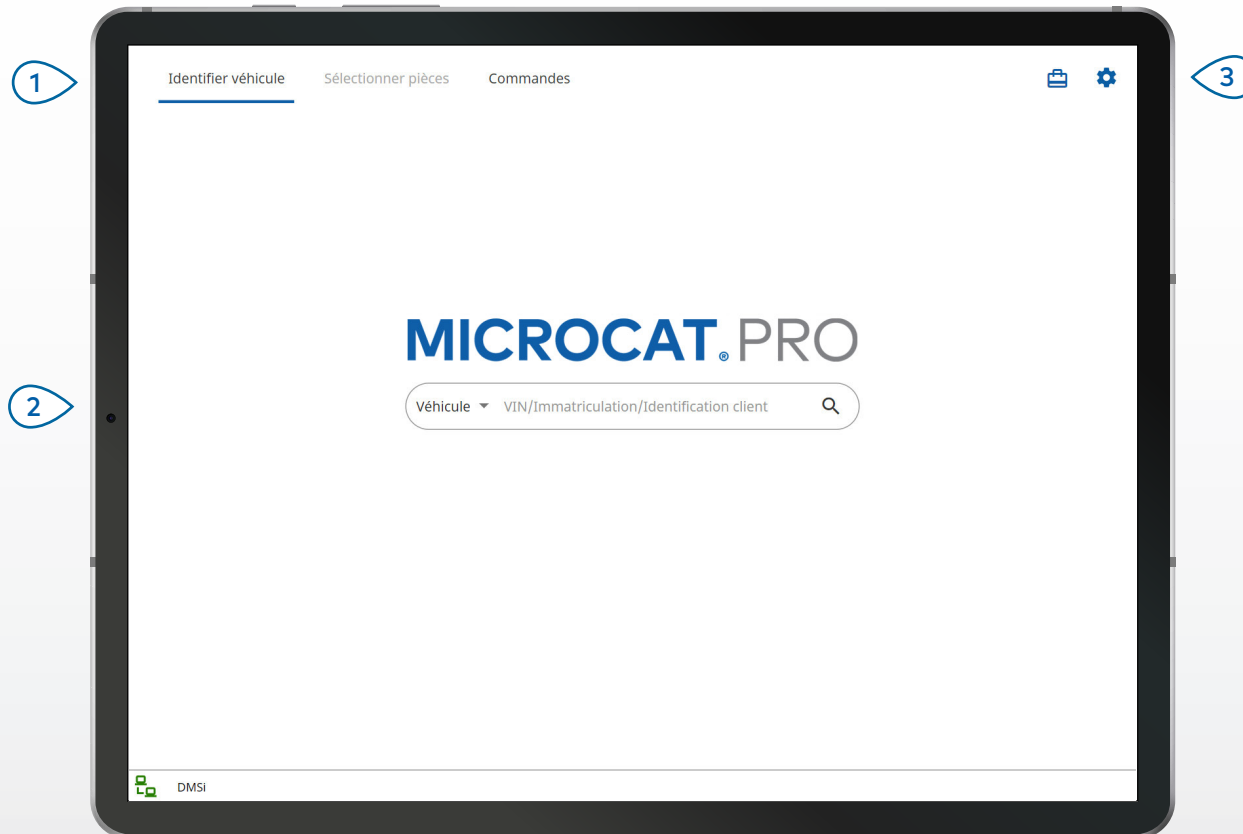 1
Identifier véhicule
Sélectionner pièces
Commandes
3
MICROCAT® PRO
2
Véhicule
VIN/Immatriculation/Identification client
DMSi